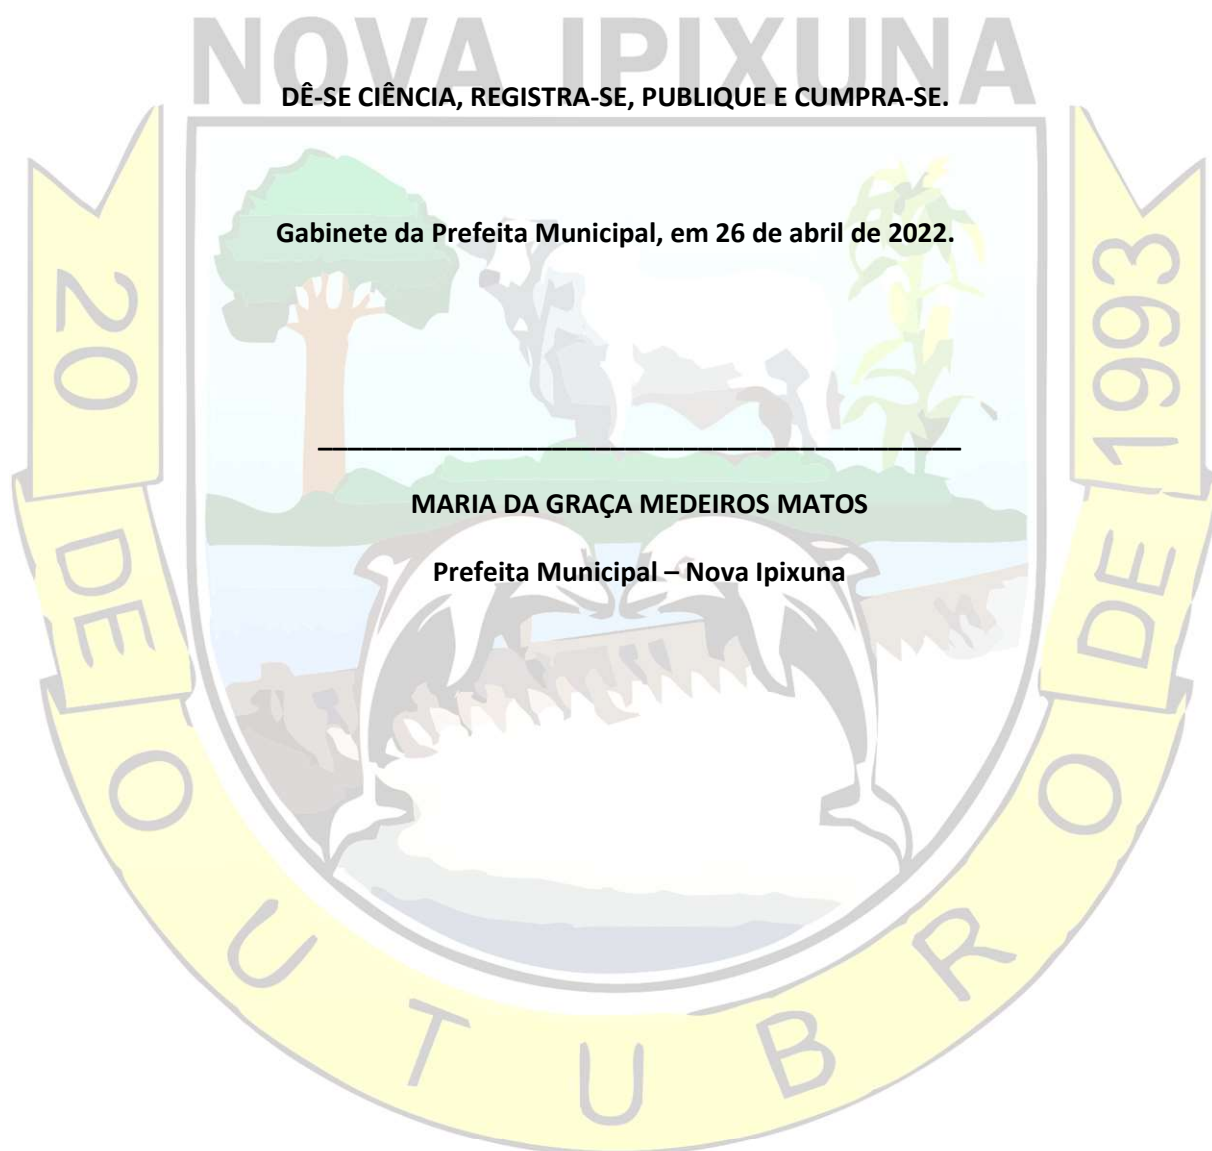 NOVA IPIXUNA
DÊ-SE CIÊNCIA, REGISTRA-SE, PUBLIQUE E CUMPRA-SE.
Gabinete da Prefeita Municipal, em 26 de abril de 2022.
MARIA DA GRAÇA MEDEIROS MATOS
Prefeita Municipal – Nova Ipixuna
20 DE OUTUBRO DE 1993